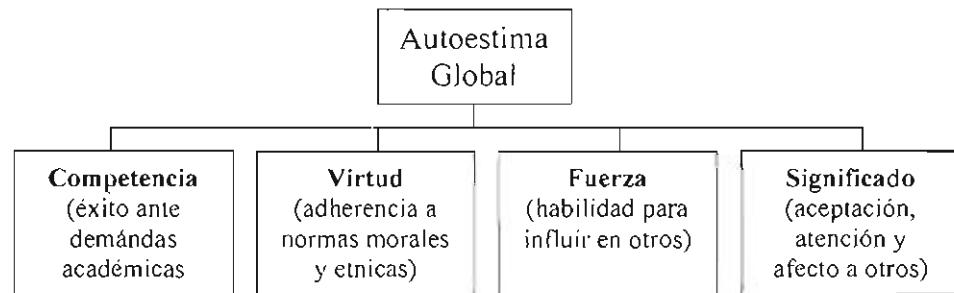 Autoestima
Global
Competencia
(éxito ante
demándas
académicas
Virtud
(adherencia a
normas morales
y etnicas)
Fuerza
(habilidad para
influír en otros)
Significado
(aceptación,
atención y
afecto a otros)